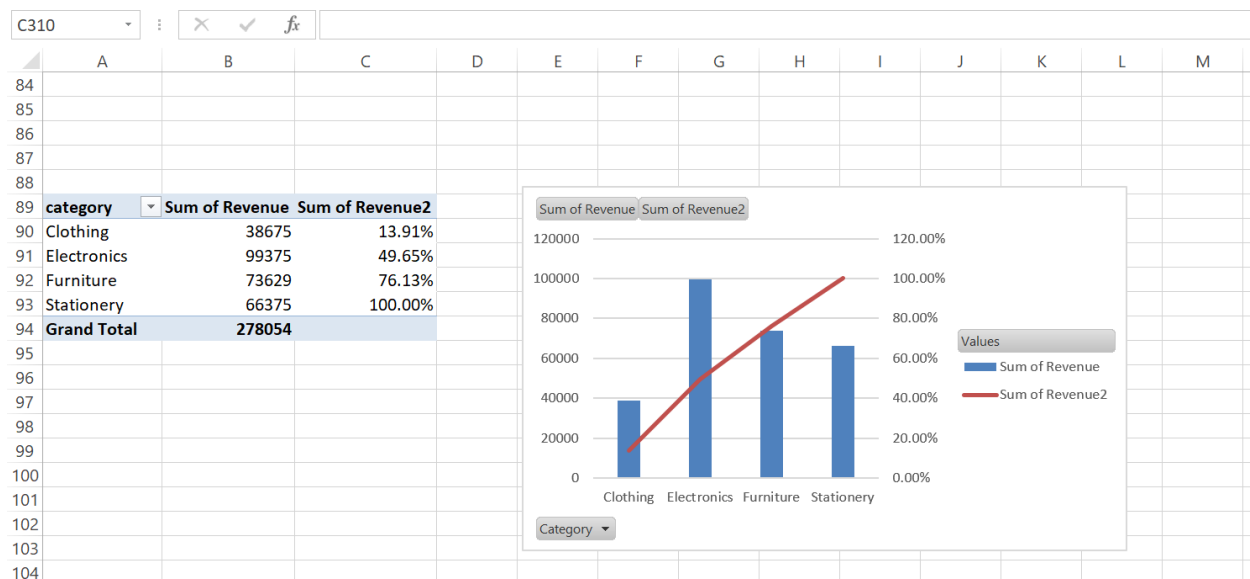 C310 fx
A B C D E F G H I J K L M
84
85
86
87
88
89 category Sum of Revenue Sum of Revenue2
90 Clothing 38675 13.91%
91 Electronics 99375 49.65%
92 Furniture 73629 76.13%
93 Stationery 66375 100.00%
94 Grand Total 278054
95
96
97
98
99
100
101
102
103
104
Sum of Revenue Sum of Revenue2
120000 120.00%
100000 100.00%
80000 80.00%
60000 60.00%
40000 40.00%
20000 20.00%
0 0.00%
Clothing Electronics Furniture Stationery
Values
Sum of Revenue
Sum of Revenue2
Category